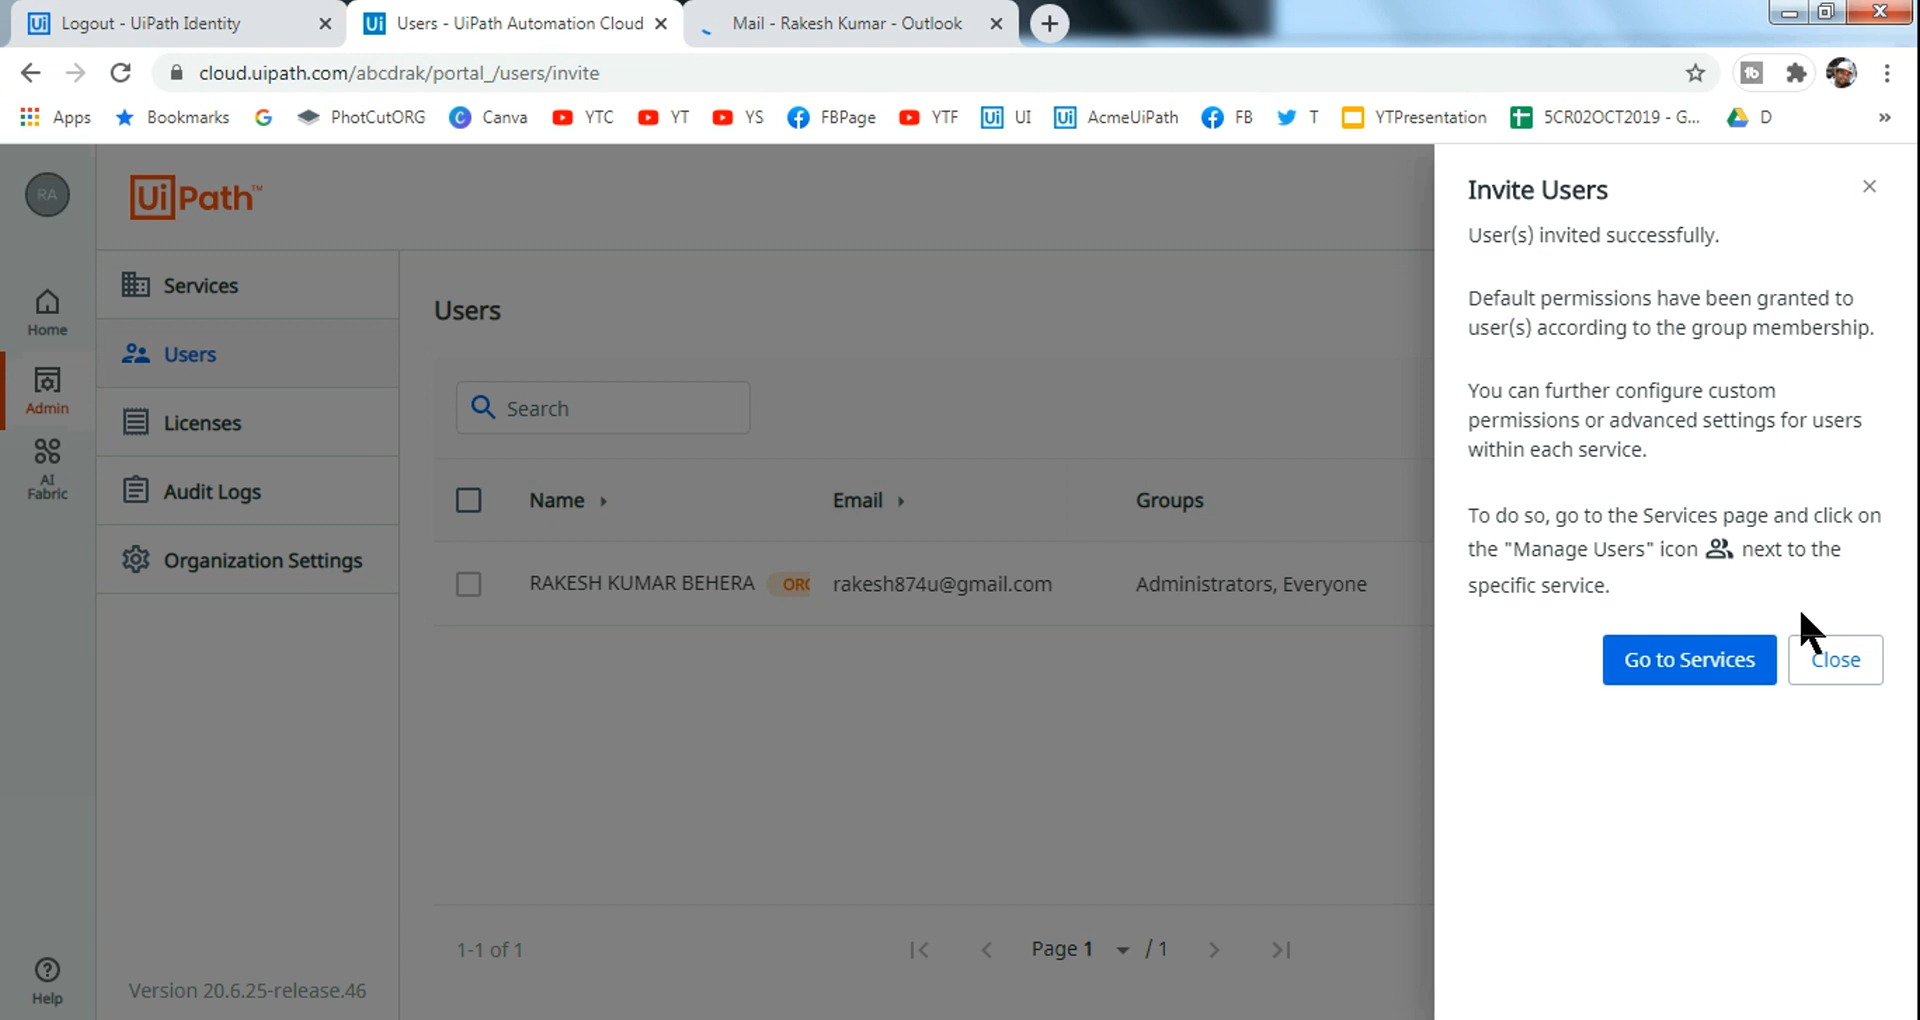 Logout - UiPath Identity
Users - UiPath Automation Cloud
Mail - Rakesh Kumar - Outlook
cloud.uipath.com/abcdrak/portal_/users/invite
Apps
Bookmarks
PhotCutORG
Canva
YTC
YT
YS
FBPage
YTF
UI
AcmeUiPath
FB
T
YTPresentation
5CR02OCT2019 - G...
D
»
RA
UiPath™
Home
Admin
AI
Fabric
Help
Services
Users
Licenses
Audit Logs
Organization Settings
Version 20.6.25-release.46
Users
Search
Name
Email
Groups
RAKESH KUMAR BEHERA
ORG
rakesh874u@gmail.com
Administrators, Everyone
1-1 of 1
Page 1 / 1
Invite Users
User(s) invited successfully.
Default permissions have been granted to
user(s) according to the group membership.
You can further configure custom
permissions or advanced settings for users
within each service.
To do so, go to the Services page and click on
the "Manage Users" icon next to the
specific service.
Go to Services
Close